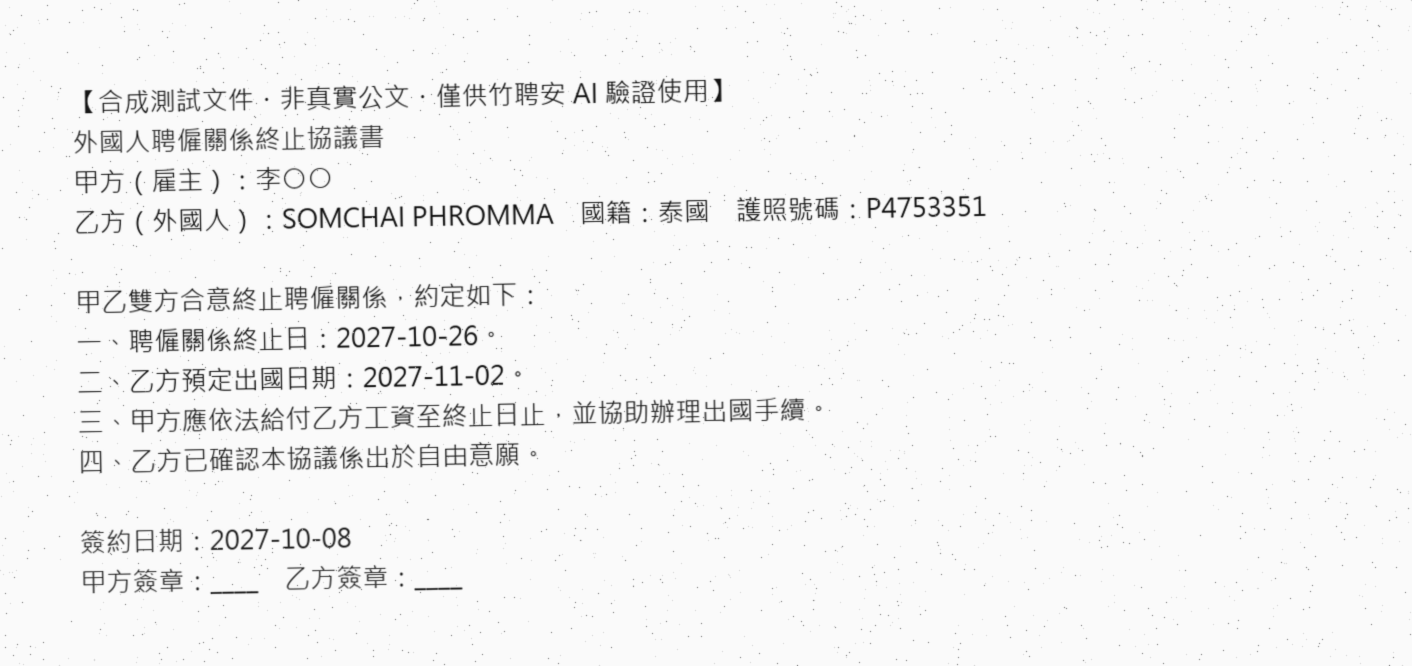 【合成測試文件．非真實公文．僅供竹聘安 AI 驗證使用】
外國人聘僱關係終止協議書
甲方（雇主）：李〇〇
乙方（外國人）：SOMCHAI PHROMMA　國籍：泰國　護照號碼：P4753351
甲乙雙方合意終止聘僱關係，約定如下：
一、聘僱關係終止日：2027-10-26。
二、乙方預定出國日期：2027-11-02。
三、甲方應依法給付乙方工資至終止日止，並協助辦理出國手續。
四、乙方已確認本協議係出於自由意願。
簽約日期：2027-10-08
甲方簽章：____　乙方簽章：____